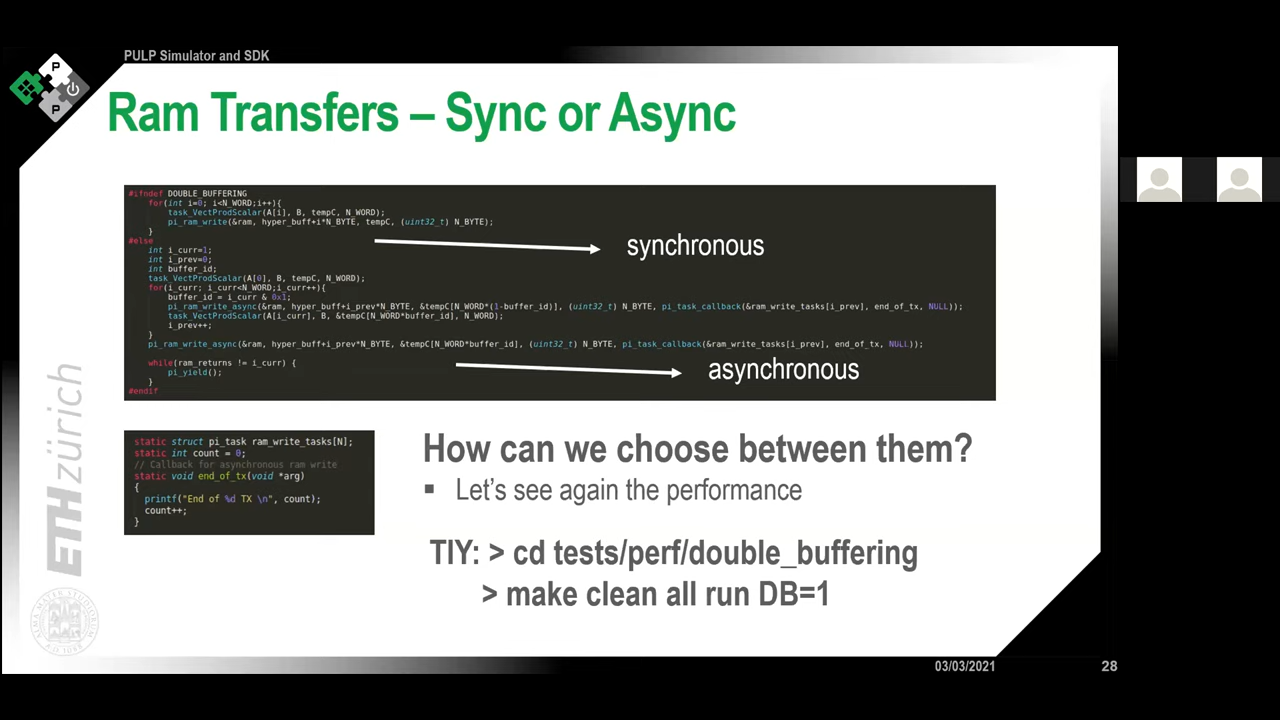 PULP Simulator and SDK
P
P
Ram Transfers – Sync or Async
#ifndef DOUBLE_BUFFERING
for(int i=0; i<N_WORD;i++){
task_VectProdScalar(A[i], B, tempC, N_WORD);
pi_ram_write(&ram, hyper_buff+i*N_BYTE, tempC, (uint32_t) N_BYTE);
}
#else
int i_curr=1;
int i_prev=0;
int buffer_id;
task_VectProdScalar(A[0], B, tempC, N_WORD);
for(i_curr; i_curr<N_WORD;i_curr++){
buffer_id = i_curr & 0x1;
pi_ram_write_async(&ram, hyper_buff+i_prev*N_BYTE, &tempC[N_WORD*(1-buffer_id)], (uint32_t) N_BYTE, pi_task_callback(&ram_write_tasks[i_prev], end_of_tx, NULL));
task_VectProdScalar(A[i_curr], B, &tempC[N_WORD*buffer_id], N_WORD);
i_prev++;
}
pi_ram_write_async(&ram, hyper_buff+i_prev*N_BYTE, &tempC[N_WORD*buffer_id], (uint32_t) N_BYTE, pi_task_callback(&ram_write_tasks[i_prev], end_of_tx, NULL));
while(ram_returns != i_curr) {
pi_yield();
}
#endif
synchronous
asynchronous
static struct pi_task ram_write_tasks[N];
static int count = 0;
// Callback for asynchronous ram write
static void end_of_tx(void *arg)
{
printf("End of %d TX \n", count);
count++;
}
How can we choose between them?
▪ Let's see again the performance
TIY: > cd tests/perf/double_buffering
> make clean all run DB=1
ETH zürich
03/03/2021
28